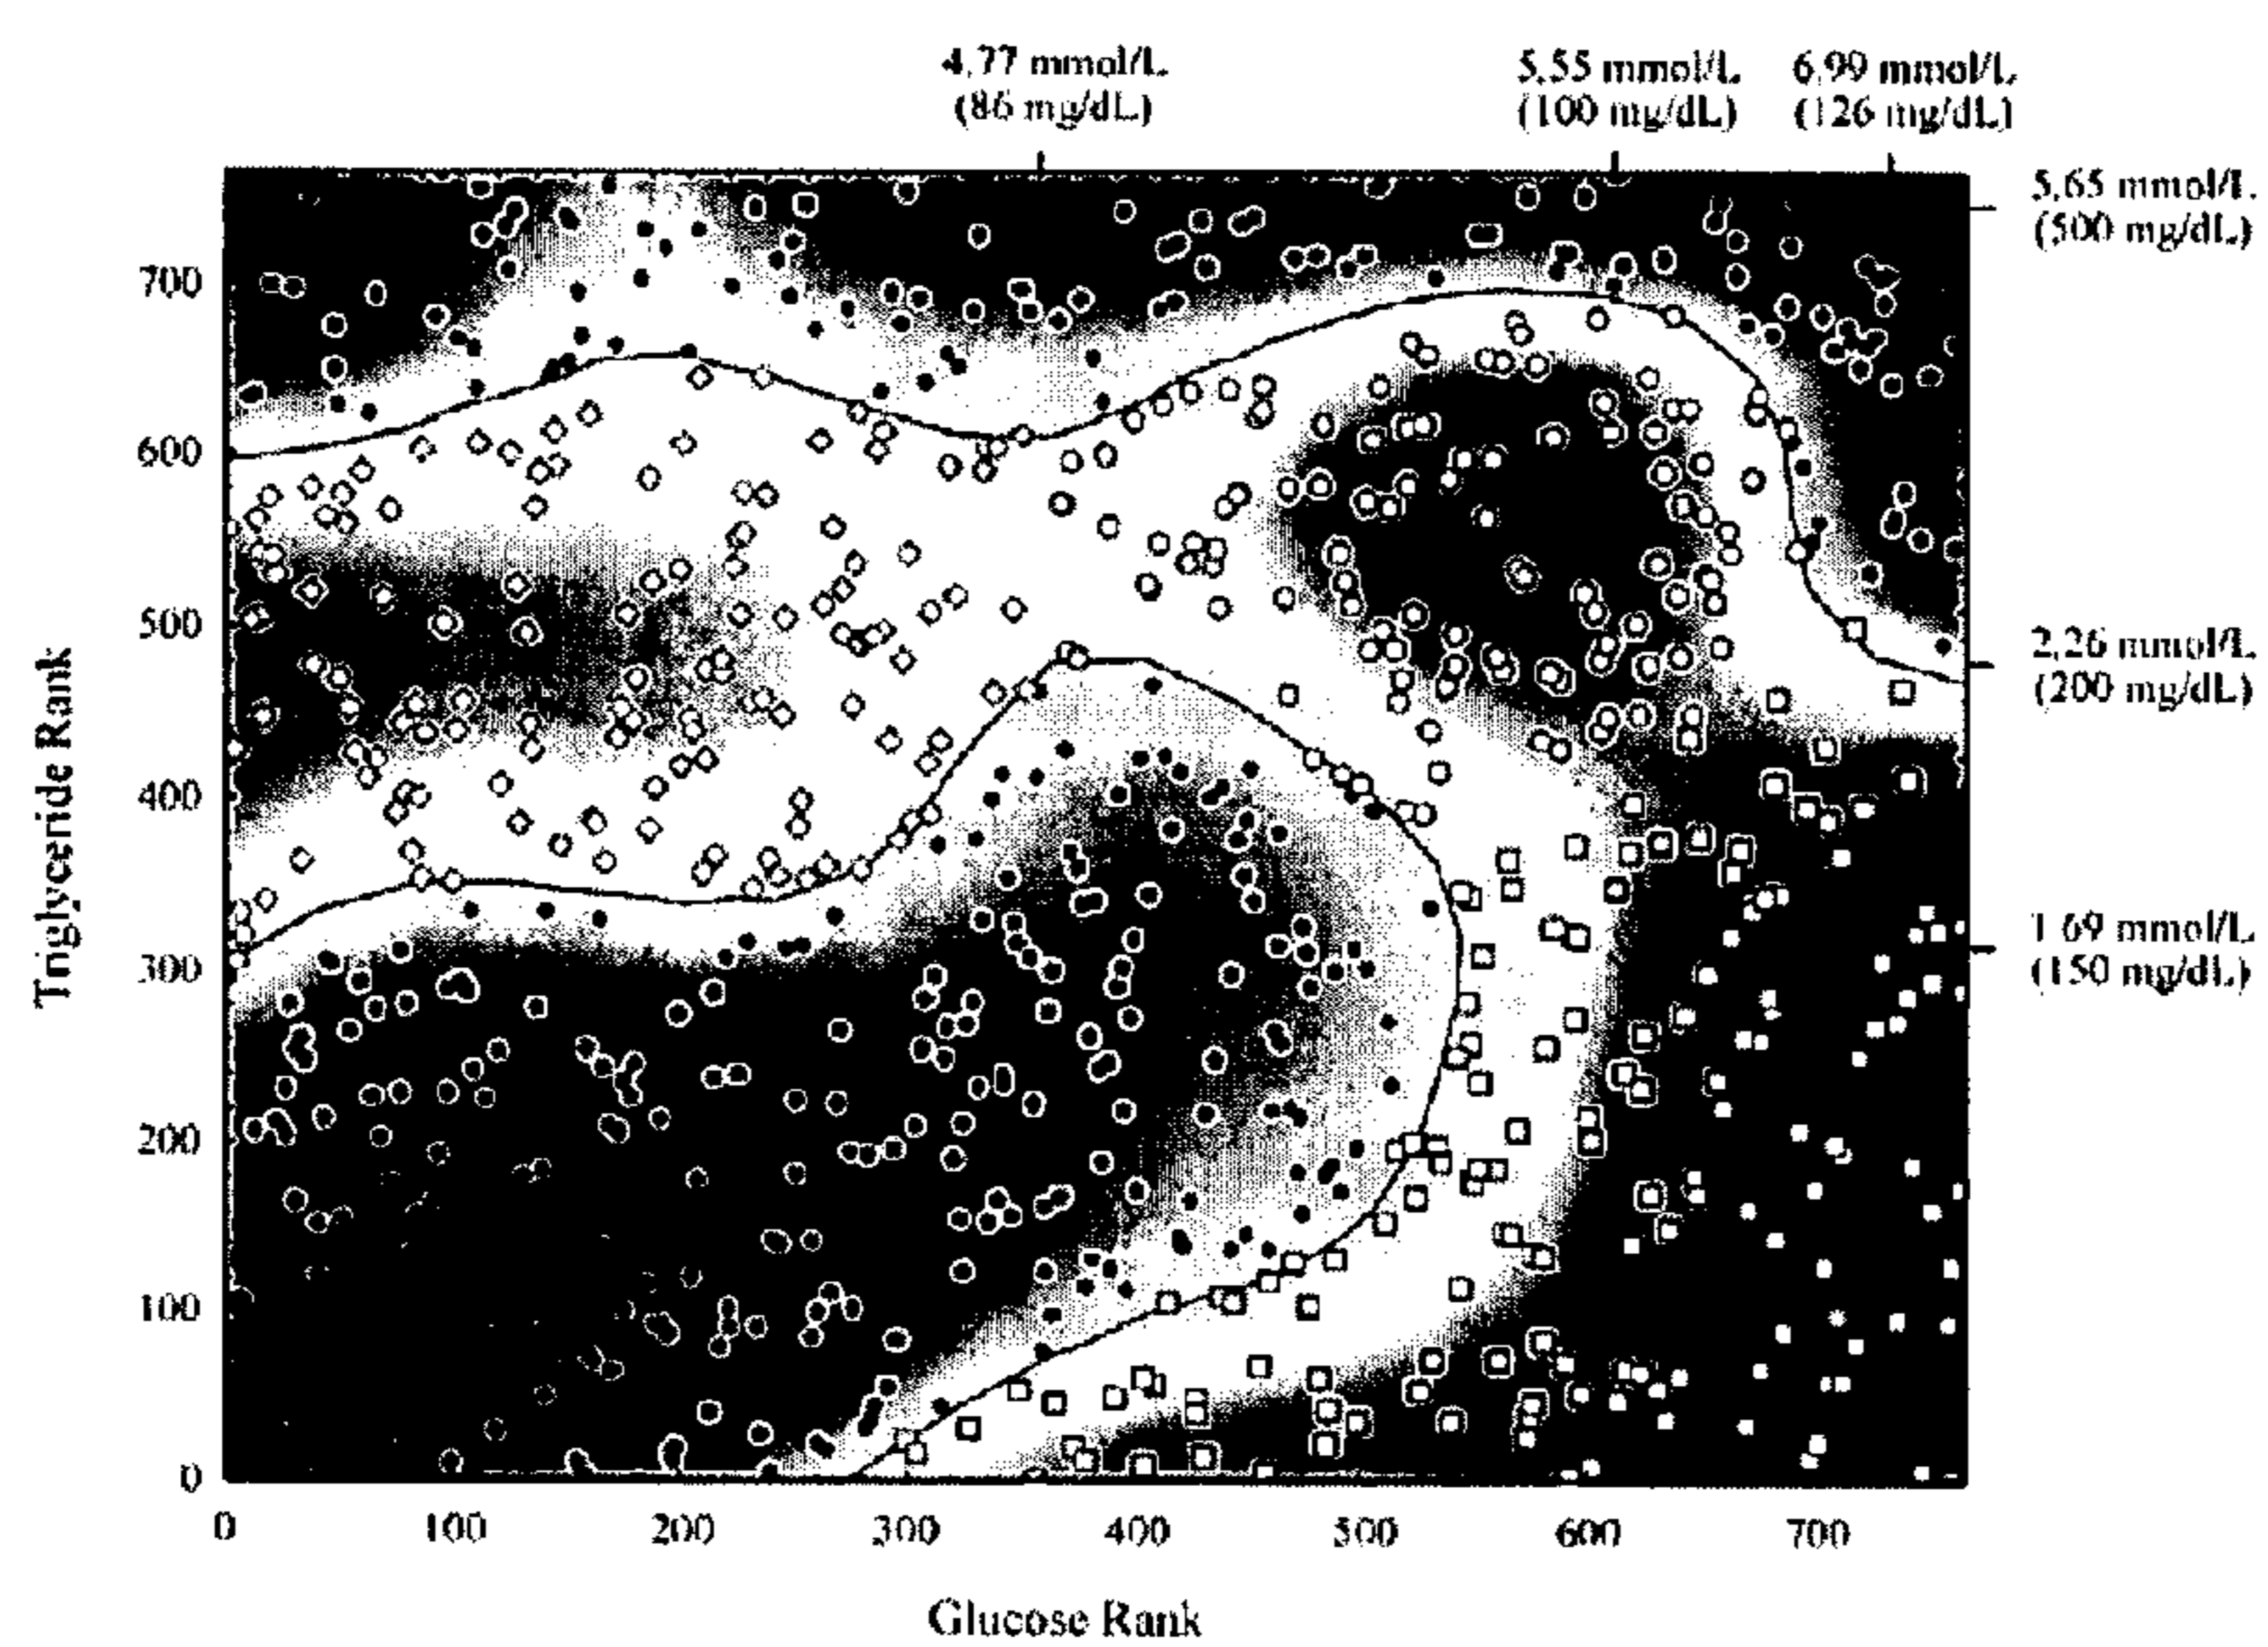 4.77 mmol/L
(86 mg/dL)
5.55 mmol/L
(100 mg/dL)
6.99 mmol/L
(126 mg/dL)
5.65 mmol/L
(500 mg/dL)
2.26 mmol/L
(200 mg/dL)
1.69 mmol/L
(150 mg/dL)
Triglyceride Rank
700
600
500
400
300
200
100
0
0 100 200 300 400 500 600 700
Glucose Rank